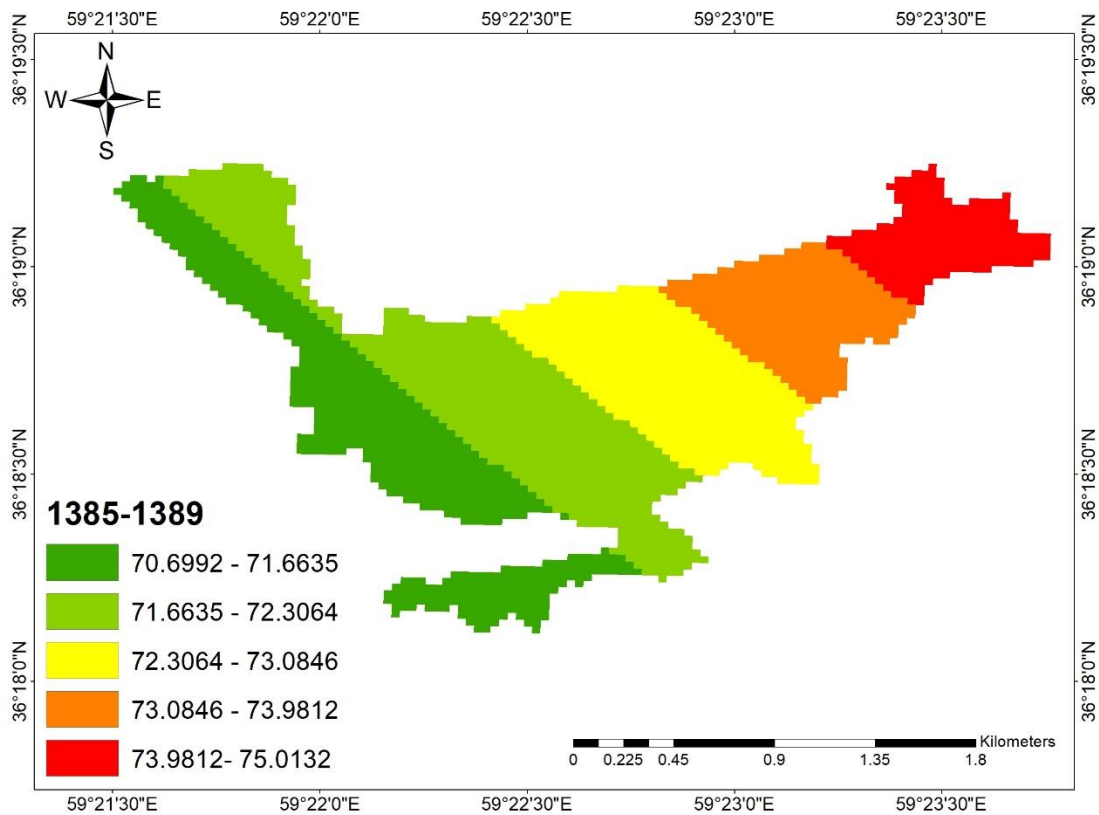 59°21'30"E 59°22'0"E 59°22'30"E 59°23'0"E 59°23'30"E
36°19'30"N
36°19'30"N
N
W E
S
36°19'0"N
36°19'0"N
36°18'30"N
36°18'30"N
1385-1389
70.6992 - 71.6635
71.6635 - 72.3064
72.3064 - 73.0846
73.0846 - 73.9812
73.9812- 75.0132
36°18'0"N
36°18'0"N
Kilometers
0 0.225 0.45 0.9 1.35 1.8
59°21'30"E 59°22'0"E 59°22'30"E 59°23'0"E 59°23'30"E